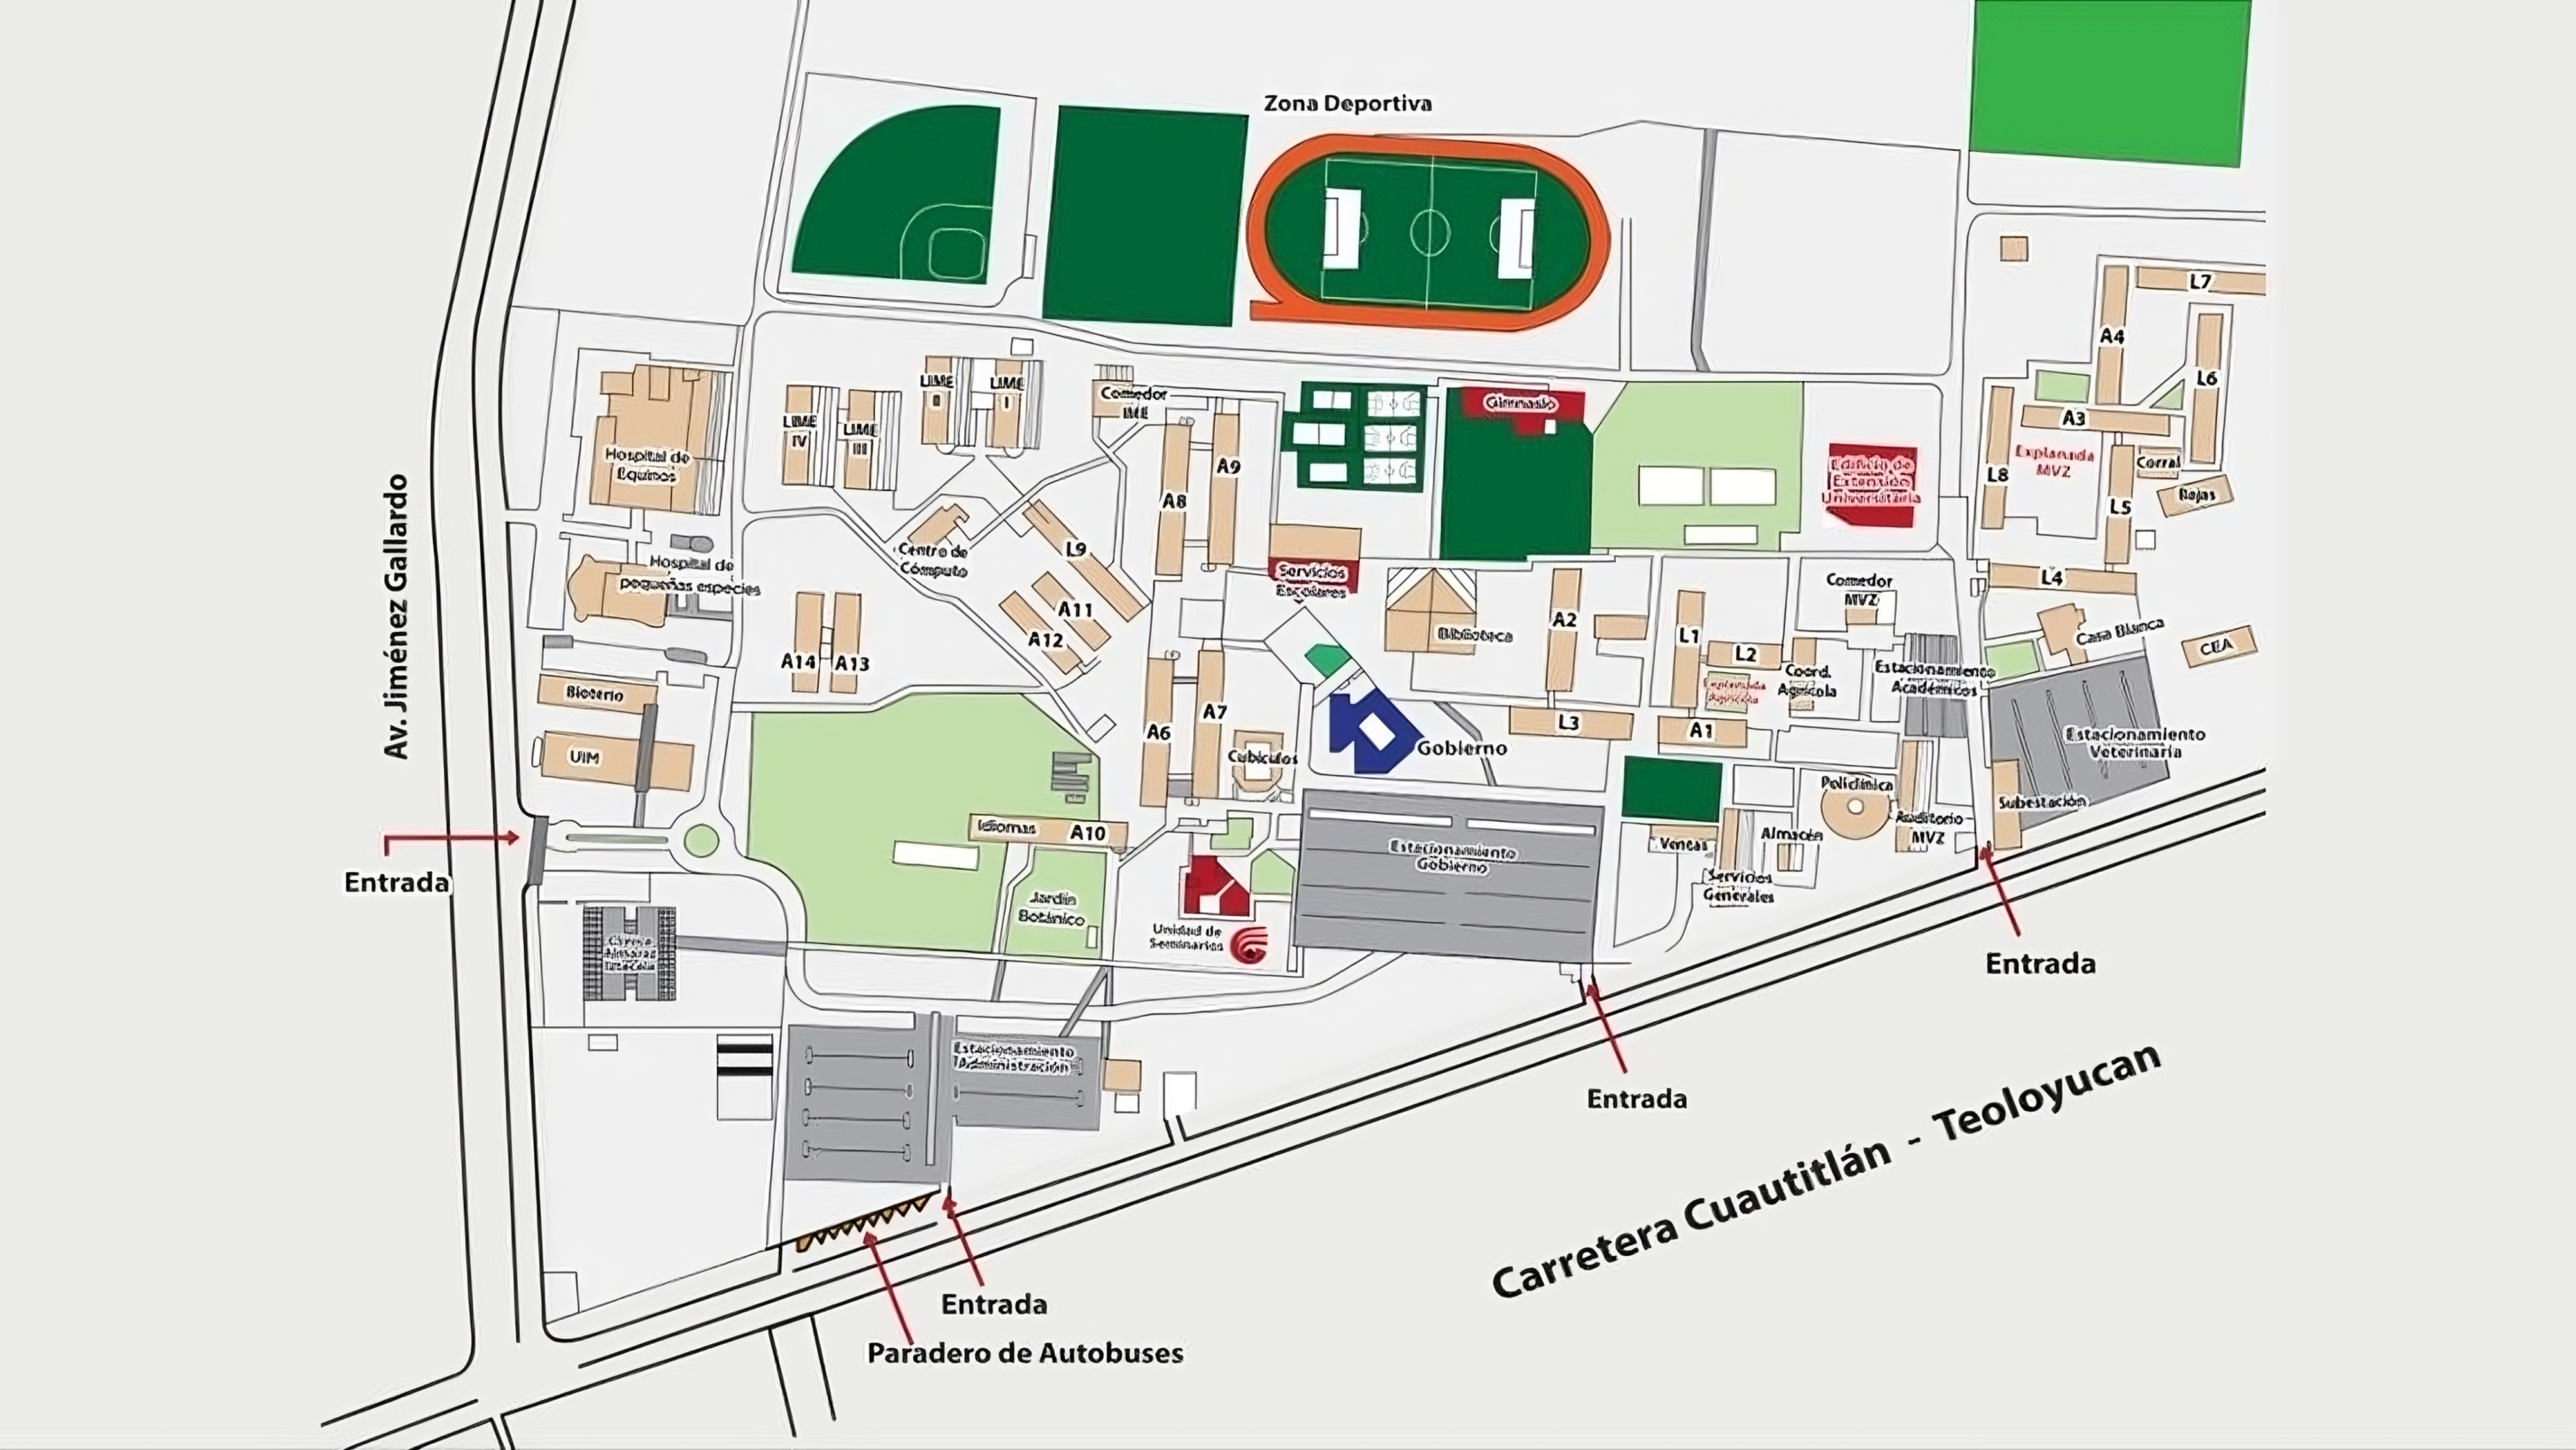 Zona Deportiva
L7
A4
L6
LIME
II
LIME
I
LIME
IV
LIME
III
Comedor
IME
Gimnasio
A3
A9
A8
Hospital de
Equinos
Edificio de
Extensión
Universitaria
Explanada
MVZ
L8
Corral
Rejas
L5
Av. Jiménez Gallardo
Centro de
Cómputo
L9
Hospital de
pequeñas especies
Servicios
Escolares
Comedor
MVZ
L4
A11
A12
A2
Biblioteca
L1
L2
Casa Blanca
CEA
A14
A13
Coord.
Agrícola
Estacionamiento
Académicos
Bioterio
A7
A6
L3
A1
Gobierno
Cubículos
UIM
Estacionamiento
Veterinaria
Policlínica
Subestación
Idiomas
A10
Estacionamiento
Gobierno
Ventas
Almacén
Auditorio
MVZ
Entrada
Servicios
Generales
Jardín
Botánico
Unidad de
Seminarios
Entrada
Estacionamiento
Administración
Entrada
Carretera Cuautitlán - Teoloyucan
Entrada
Paradero de Autobuses